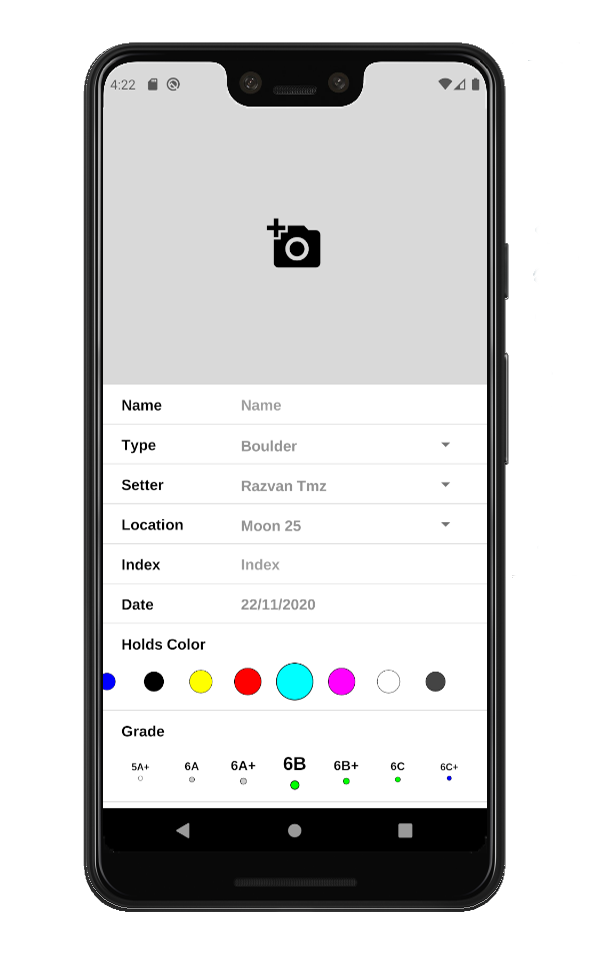 4:22
Name Name
Type Boulder
Setter Razvan Tmz
Location Moon 25
Index Index
Date 22/11/2020
Holds Color
Grade
5A+ 6A 6A+ 6B 6B+ 6C 6C+